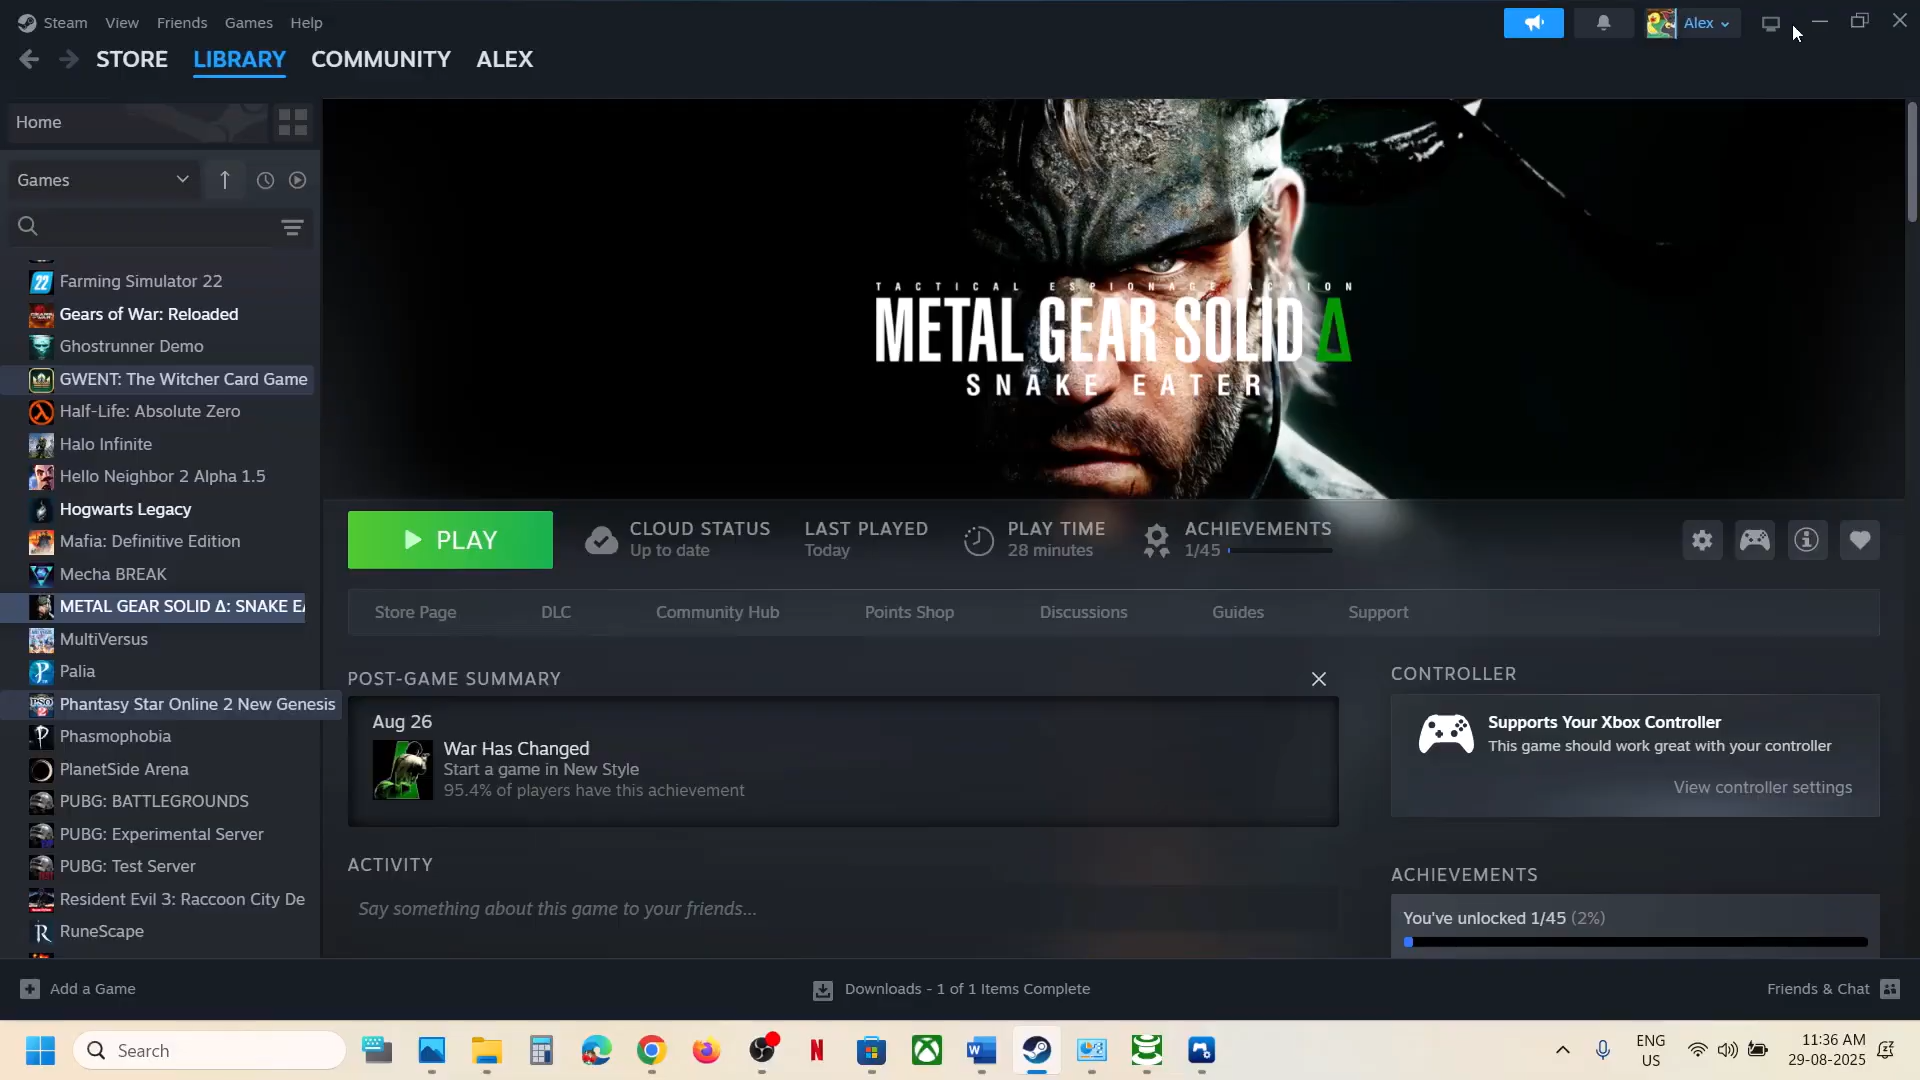 Steam View Friends Games Help
Alex
STORE LIBRARY COMMUNITY ALEX
Home
Games
Farming Simulator 22
Gears of War: Reloaded
Ghostrunner Demo
GWENT: The Witcher Card Game
Half-Life: Absolute Zero
Halo Infinite
Hello Neighbor 2 Alpha 1.5
Hogwarts Legacy
Mafia: Definitive Edition
Mecha BREAK
METAL GEAR SOLID Δ: SNAKE EA
MultiVersus
Palia
Phantasy Star Online 2 New Genesis
Phasmophobia
PlanetSide Arena
PUBG: BATTLEGROUNDS
PUBG: Experimental Server
PUBG: Test Server
Resident Evil 3: Raccoon City De
RuneScape
TACTICAL ESPIONAGE ACTION
METAL GEAR SOLID Δ
SNAKE EATER
PLAY
CLOUD STATUS
Up to date
LAST PLAYED
Today
PLAY TIME
28 minutes
ACHIEVEMENTS
1/45
Store Page DLC Community Hub Points Shop Discussions Guides Support
POST-GAME SUMMARY
Aug 26
War Has Changed
Start a game in New Style
95.4% of players have this achievement
ACTIVITY
Say something about this game to your friends...
CONTROLLER
Supports Your Xbox Controller
This game should work great with your controller
View controller settings
ACHIEVEMENTS
You've unlocked 1/45 (2%)
Add a Game
Downloads - 1 of 1 Items Complete
Friends & Chat
Search
ENG
US
11:36 AM
29-08-2025